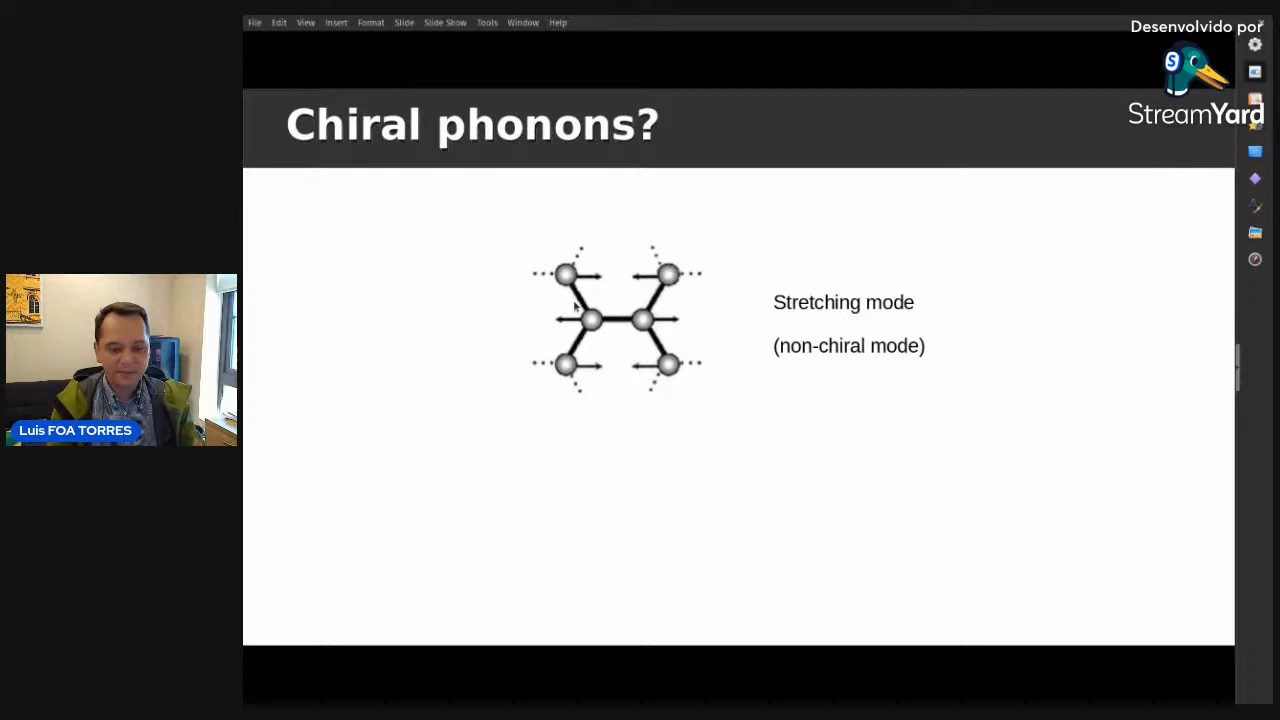 File Edit View Insert Format Slide Slide Show Tools Window Help
Desenvolvido por
S
StreamYard
Chiral phonons?
Stretching mode
(non-chiral mode)
Luis FOA TORRES